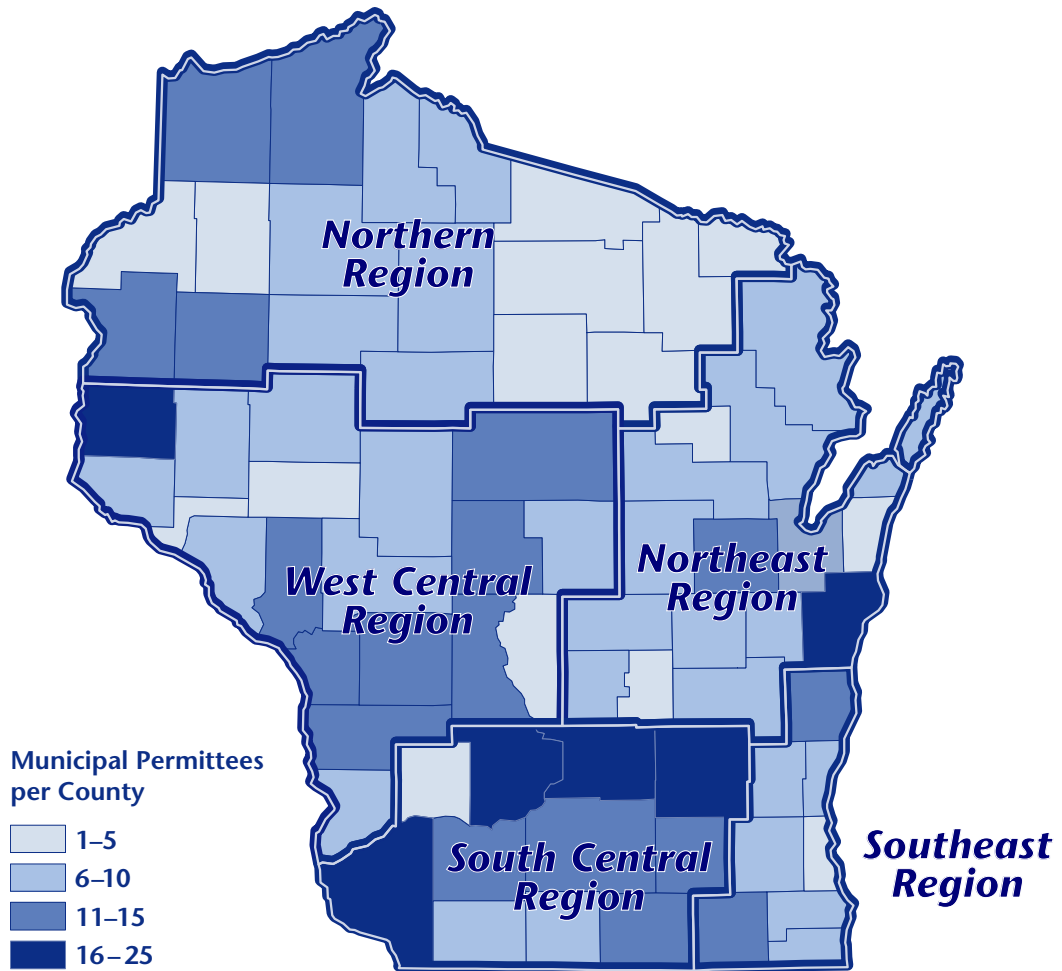 Northern
Region
West Central
Region
Northeast
Region
South Central
Region
Southeast
Region
Municipal Permittees
per County
1–5
6–10
11–15
16–25